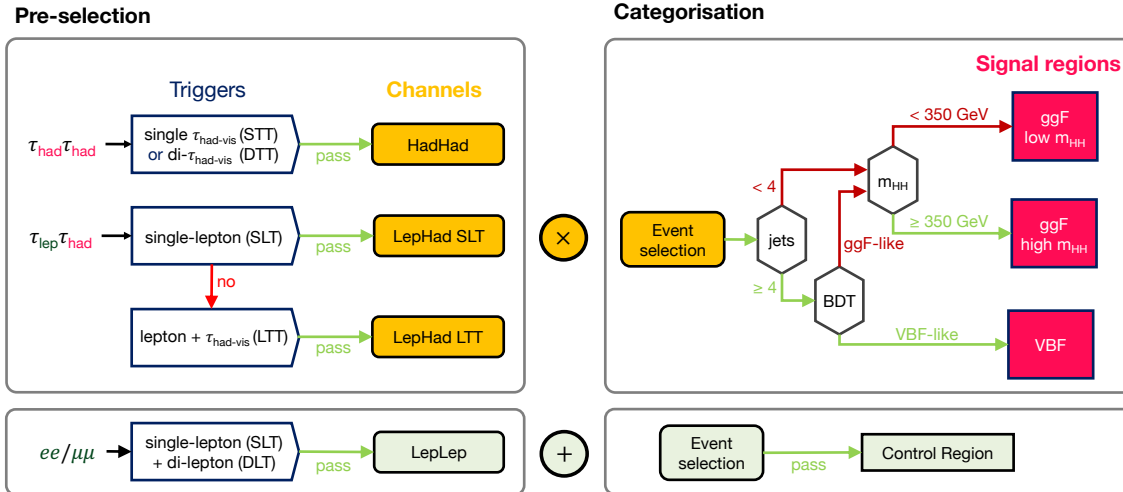 Pre-selection
Triggers
Channels
τhadτhad
single τhad-vis (STT)
or di-τhad-vis (DTT)
pass
HadHad
τlepτhad
single-lepton (SLT)
pass
LepHad SLT
no
lepton + τhad-vis (LTT)
pass
LepHad LTT
ee/μμ
single-lepton (SLT)
+ di-lepton (DLT)
pass
LepLep
×
+
Categorisation
Signal regions
Event
selection
jets
< 4
≥ 4
BDT
ggF-like
VBF-like
mHH
< 350 GeV
≥ 350 GeV
ggF
low mHH
ggF
high mHH
VBF
Event
selection
pass
Control Region